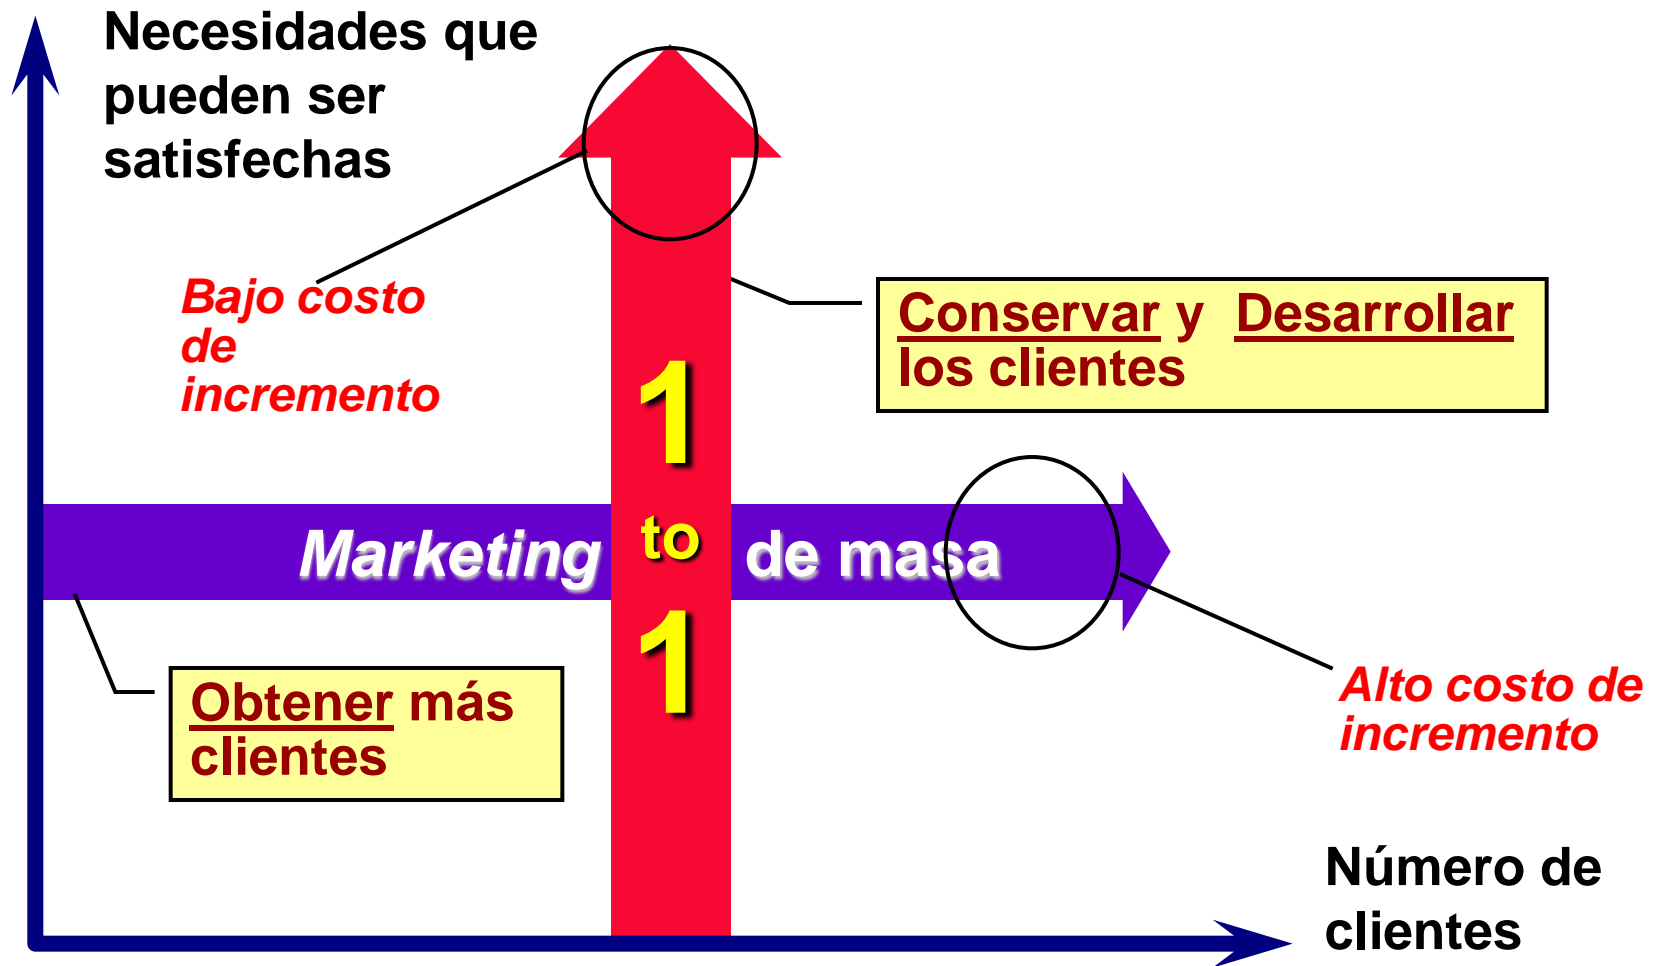 Necesidades que
pueden ser
satisfechas
Bajo costo
de
incremento
Conservar y Desarrollar
los clientes
1
to
1
Marketing de masa
Obtener más
clientes
Alto costo de
incremento
Número de
clientes